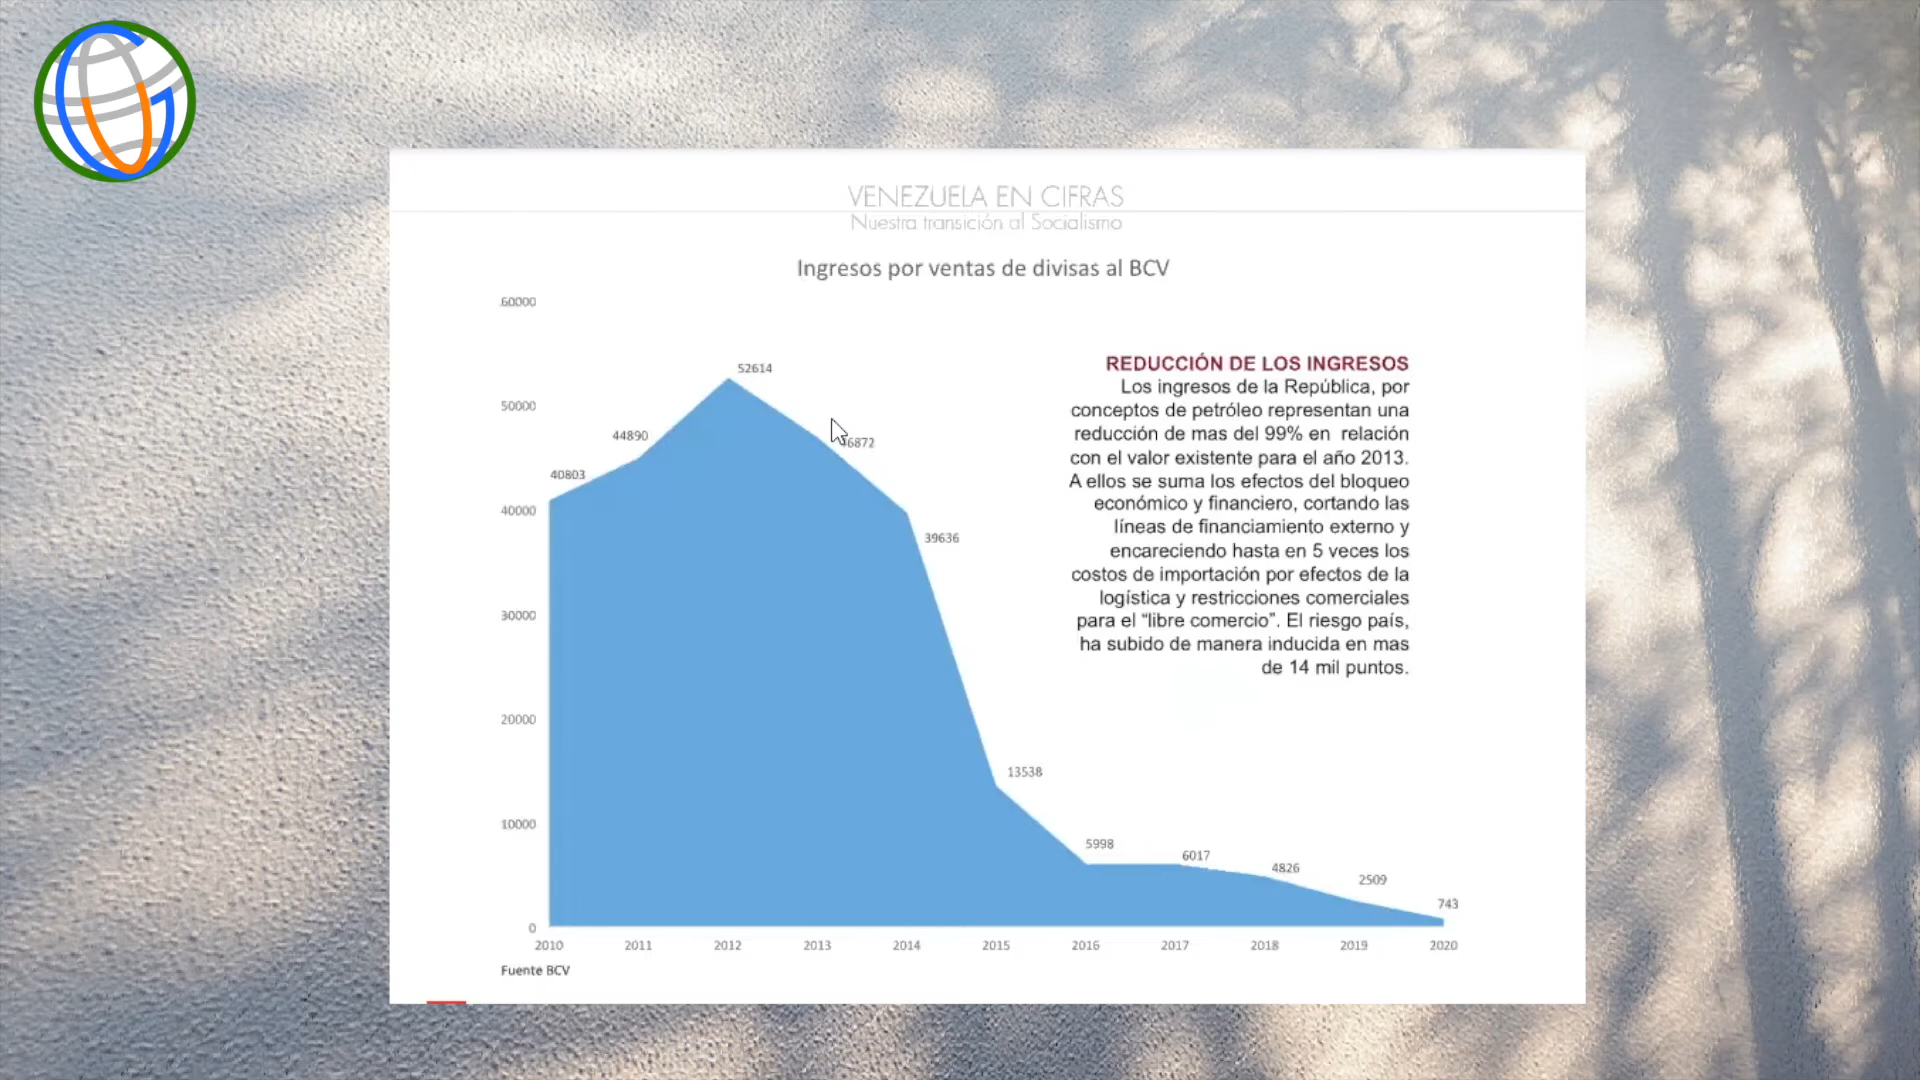 VENEZUELA EN CIFRAS
Nuestra transición al Socialismo
Ingresos por ventas de divisas al BCV
60000
50000
40000
30000
20000
10000
0
40803
44890
52614
6872
39636
13538
5998
6017
4826
2509
743
2010 2011 2012 2013 2014 2015 2016 2017 2018 2019 2020
Fuente BCV
REDUCCIÓN DE LOS INGRESOS
Los ingresos de la República, por
conceptos de petróleo representan una
reducción de mas del 99% en relación
con el valor existente para el año 2013.
A ellos se suma los efectos del bloqueo
económico y financiero, cortando las
líneas de financiamiento externo y
encareciendo hasta en 5 veces los
costos de importación por efectos de la
logística y restricciones comerciales
para el “libre comercio”. El riesgo país,
ha subido de manera inducida en mas
de 14 mil puntos.